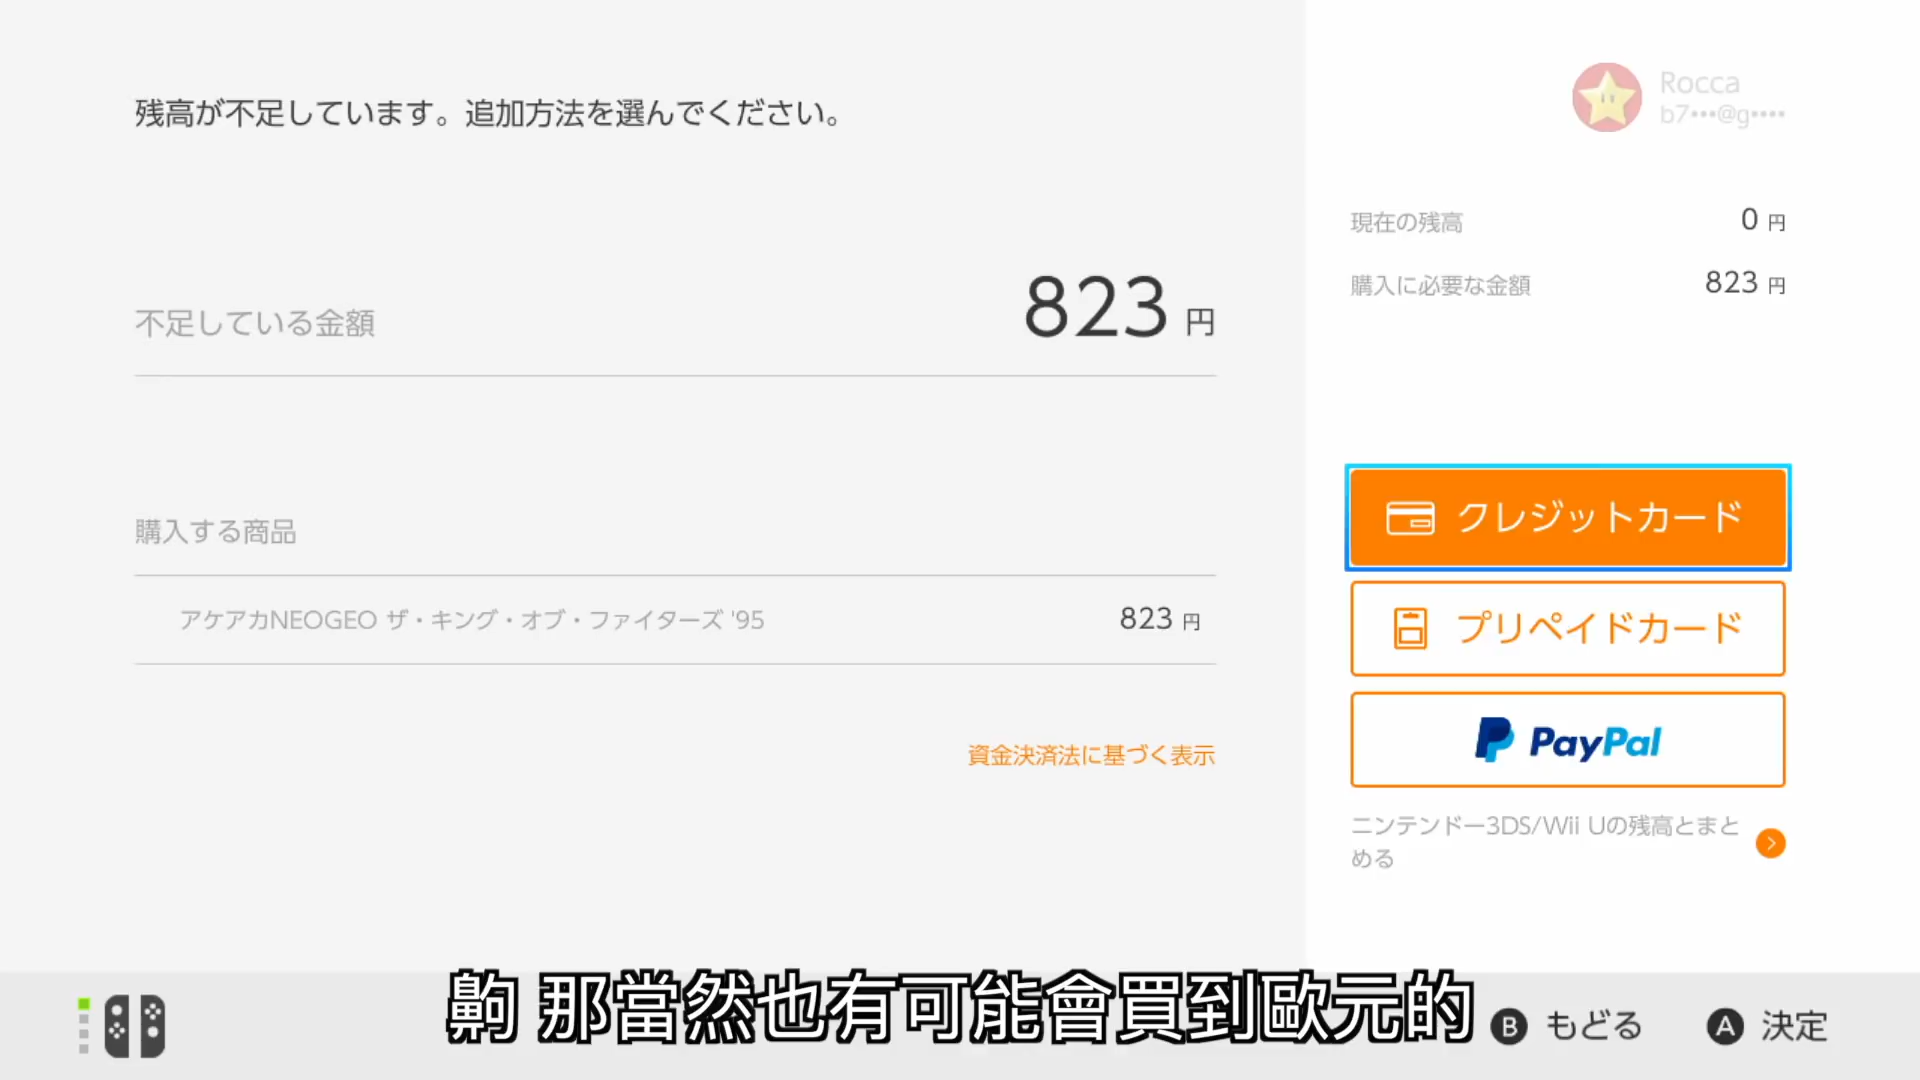 残高が不足しています。追加方法を選んでください。
Rocca
b7•••@g••••
現在の残高 0 円
購入に必要な金額 823 円
不足している金額 823 円
購入する商品
アケアカNEOGEO ザ・キング・オブ・ファイターズ '95 823 円
資金決済法に基づく表示
クレジットカード
プリペイドカード
PayPal
ニンテンドー3DS/Wii Uの残高とまと
める
齁 那當然也有可能會買到歐元的
B もどる
A 決定